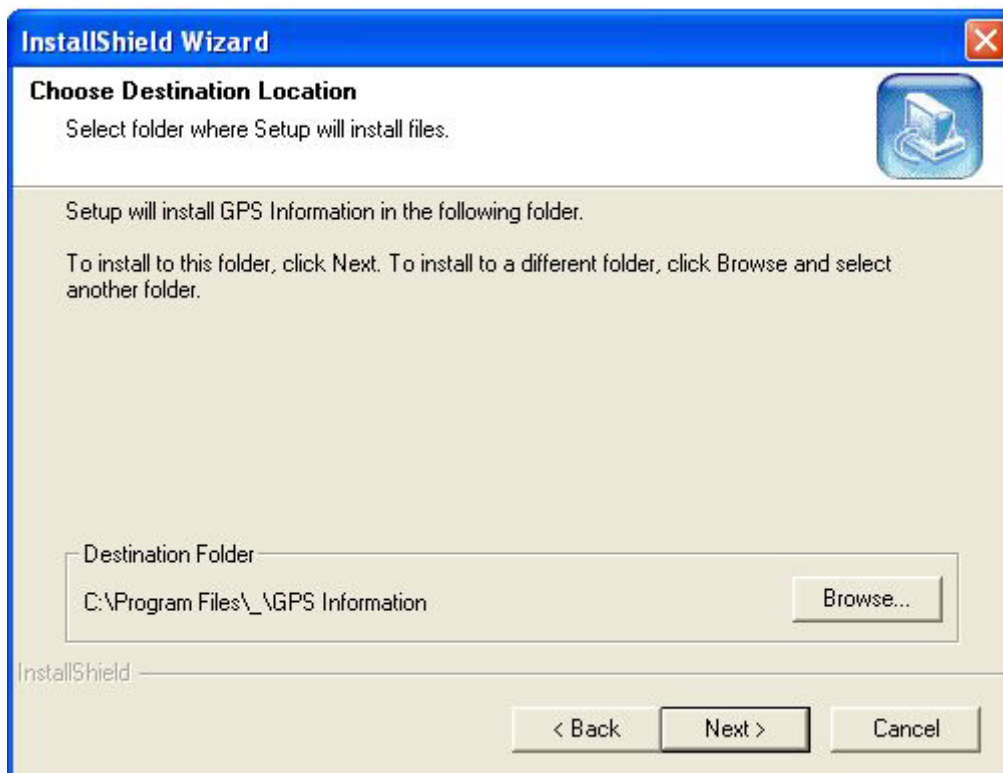 InstallShield Wizard
Choose Destination Location
Select folder where Setup will install files.
Setup will install GPS Information in the following folder.
To install to this folder, click Next. To install to a different folder, click Browse and select
another folder.
Destination Folder
C:\Program Files\_\GPS Information
Browse...
InstallShield
< Back
Next >
Cancel